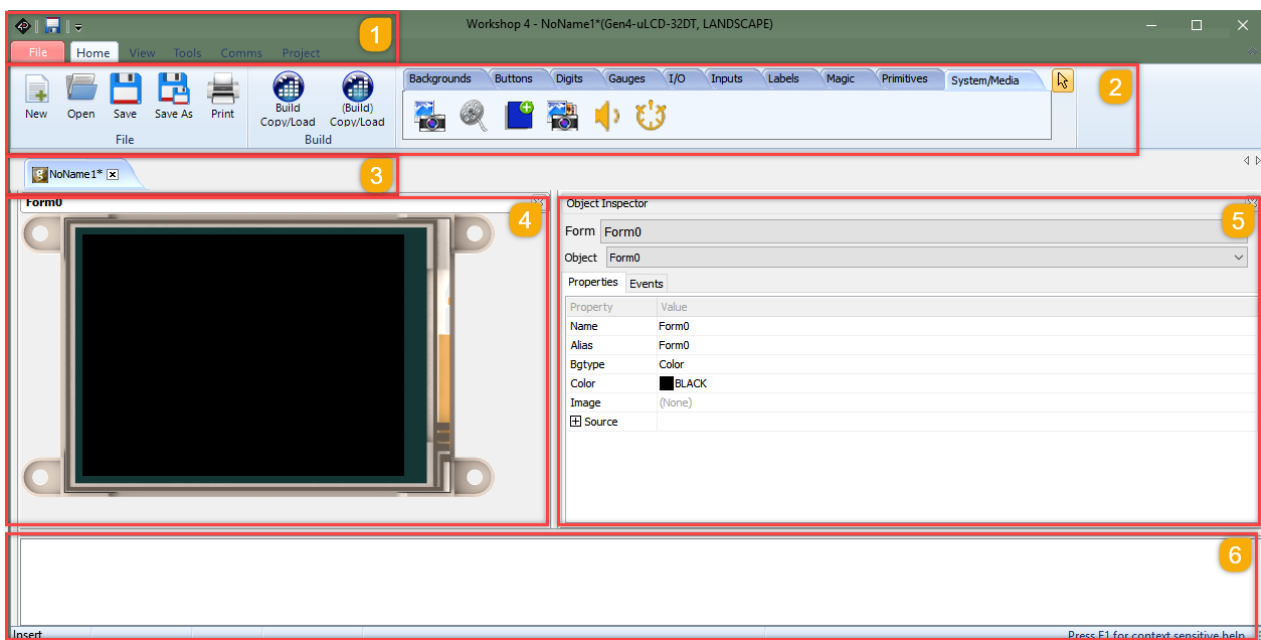 Workshop 4 - NoName1*(Gen4-uLCD-32DT, LANDSCAPE)
1
File Home View Tools Comms Project
Backgrounds Buttons Digits Gauges I/O Inputs Labels Magic Primitives System/Media
2
New Open Save Save As Print
Build Copy/Load
(Build) Copy/Load
File Build
NoName1*
3
Form0
4
Object Inspector
5
Form Form0
Object Form0
Properties Events
Property Value
Name Form0
Alias Form0
Bgtype Color
Color BLACK
Image (None)
Source
6
Insert Press F1 for context sensitive help